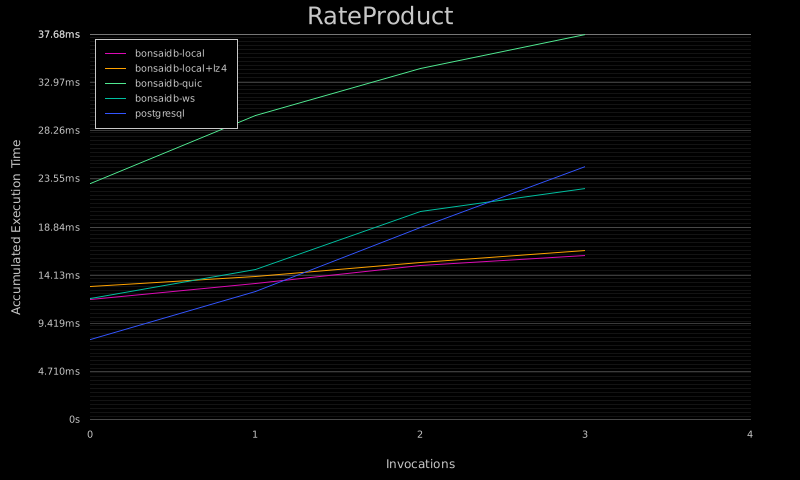 RateProduct
37.68ms
32.97ms
28.26ms
23.55ms
18.84ms
14.13ms
9.419ms
4.710ms
0s
Accumulated Execution Time
bonsaidb-local
bonsaidb-local+lz4
bonsaidb-quic
bonsaidb-ws
postgresql
0 1 2 3 4
Invocations